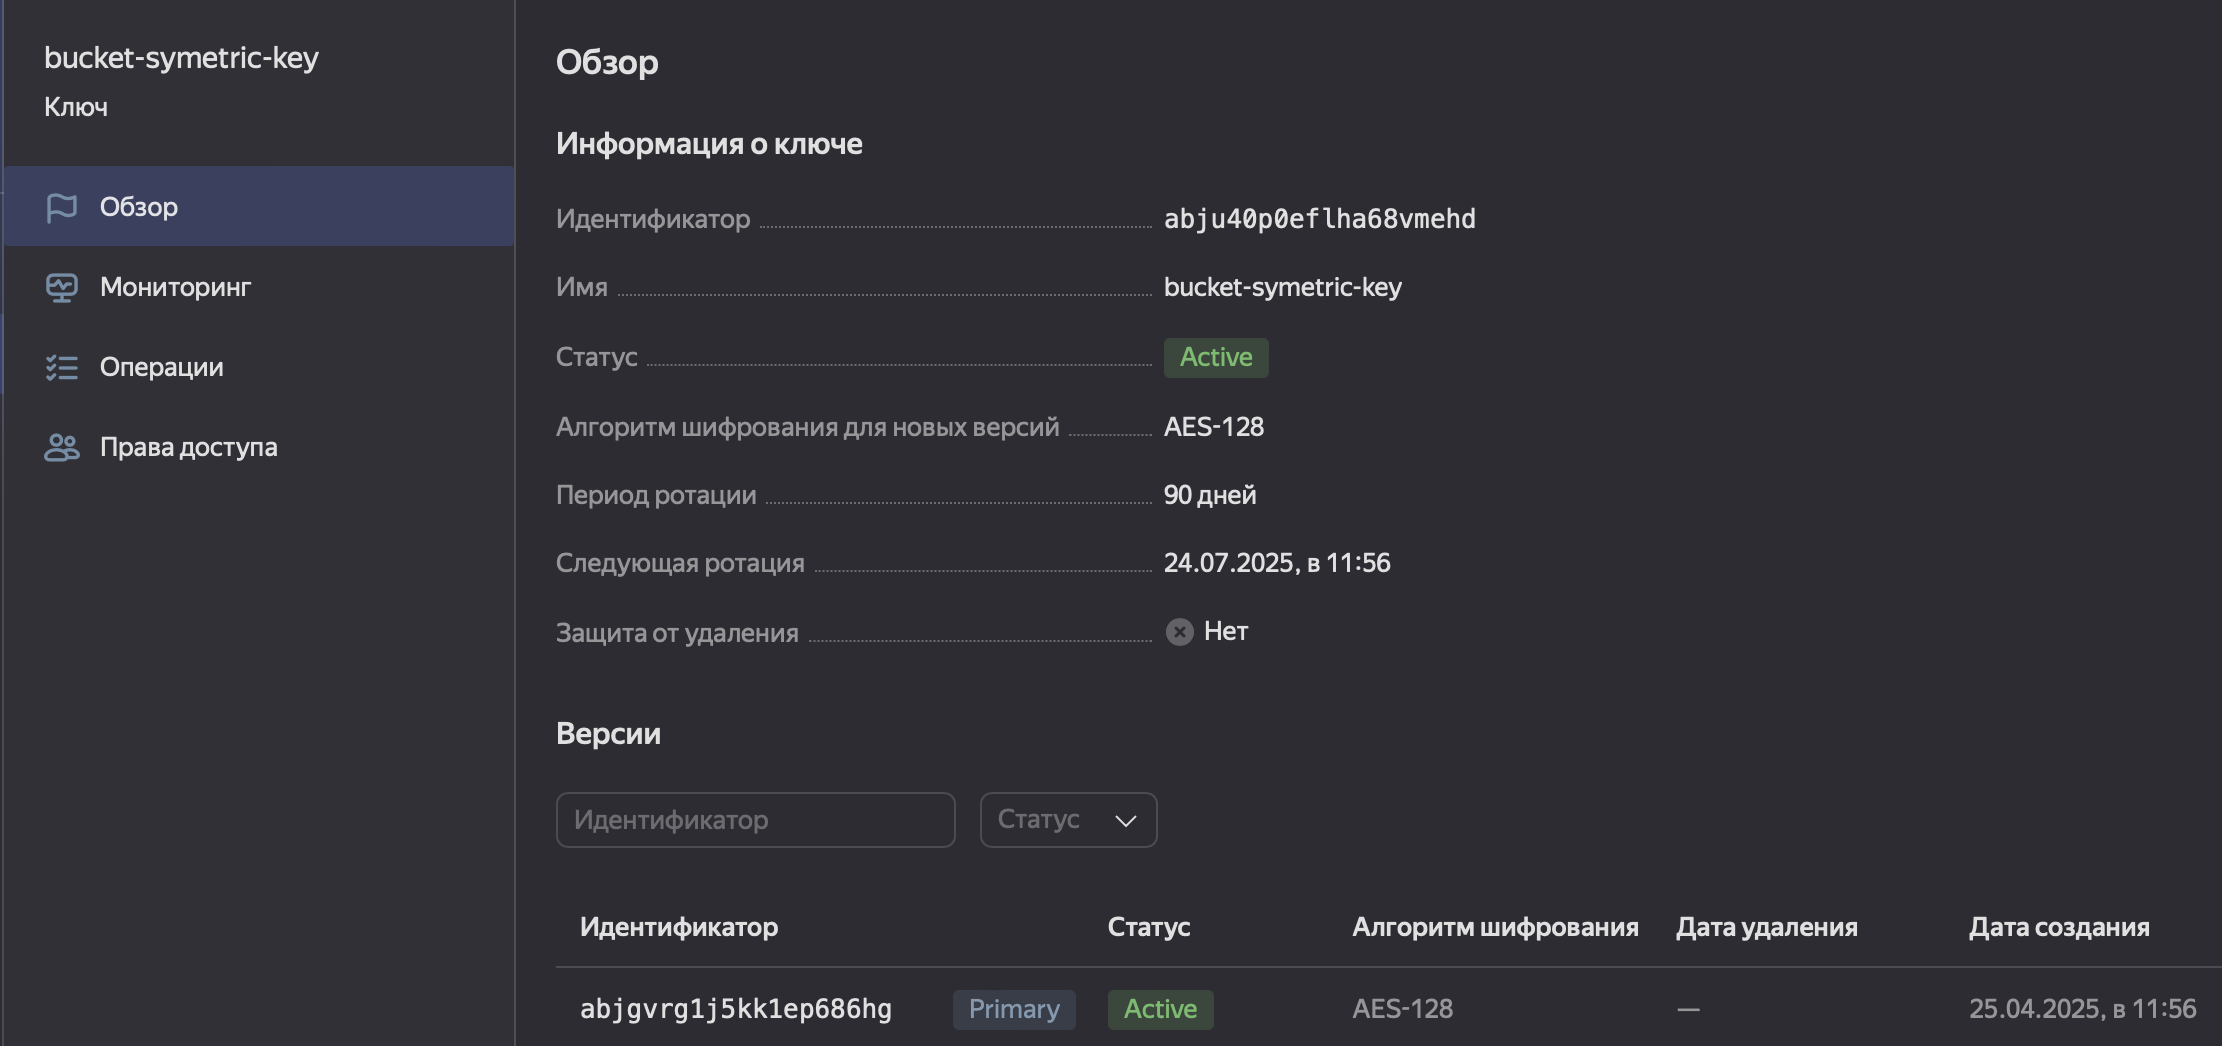 bucket-symetric-key
Ключ
Обзор
Мониторинг
Операции
Права доступа
Обзор
Информация о ключе
Идентификатор abju40p0eflha68vmehd
Имя bucket-symetric-key
Статус Active
Алгоритм шифрования для новых версий AES-128
Период ротации 90 дней
Следующая ротация 24.07.2025, в 11:56
Защита от удаления Нет
Версии
Идентификатор Статус
Идентификатор Статус Алгоритм шифрования Дата удаления Дата создания
abjgvrg1j5kk1ep686hg Primary Active AES-128 — 25.04.2025, в 11:56